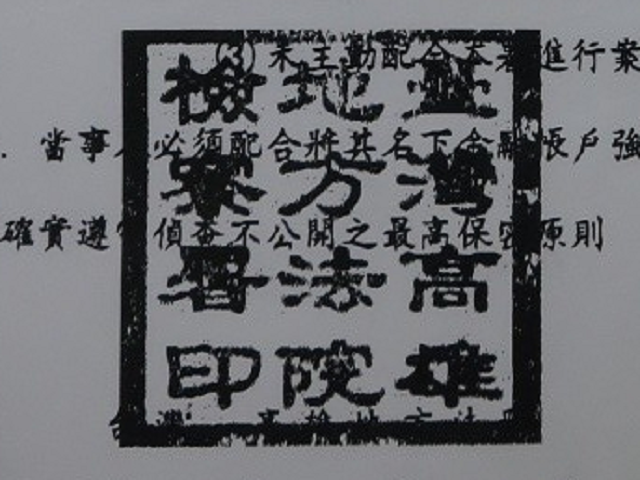 (3) 未主動配合本署進行案
. 當事人必須配合將其名下金融帳戶強
確實遵守偵查不公開之最高保密原則
台灣 高雄地方法院
臺灣高雄
地方法院
檢察署印